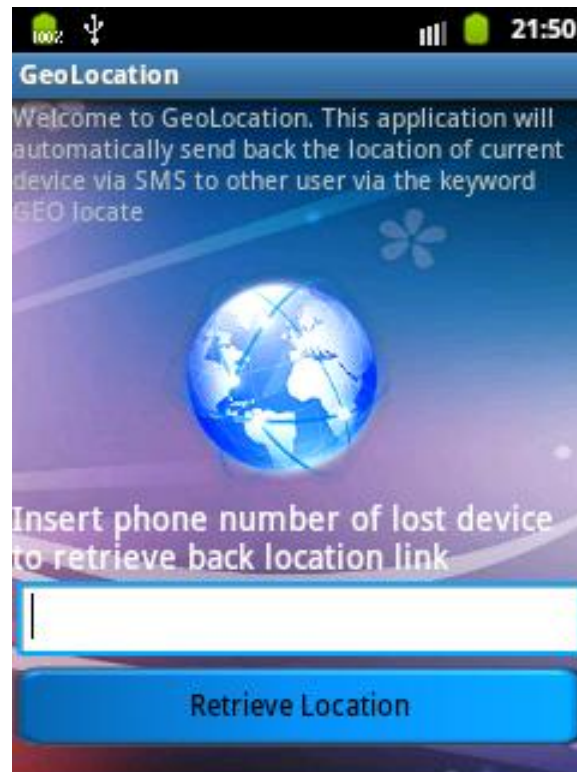 100%
21:50
GeoLocation
Welcome to GeoLocation. This application will
automatically send back the location of current
device via SMS to other user via the keyword
GEO locate
Insert phone number of lost device
to retrieve back location link
Retrieve Location